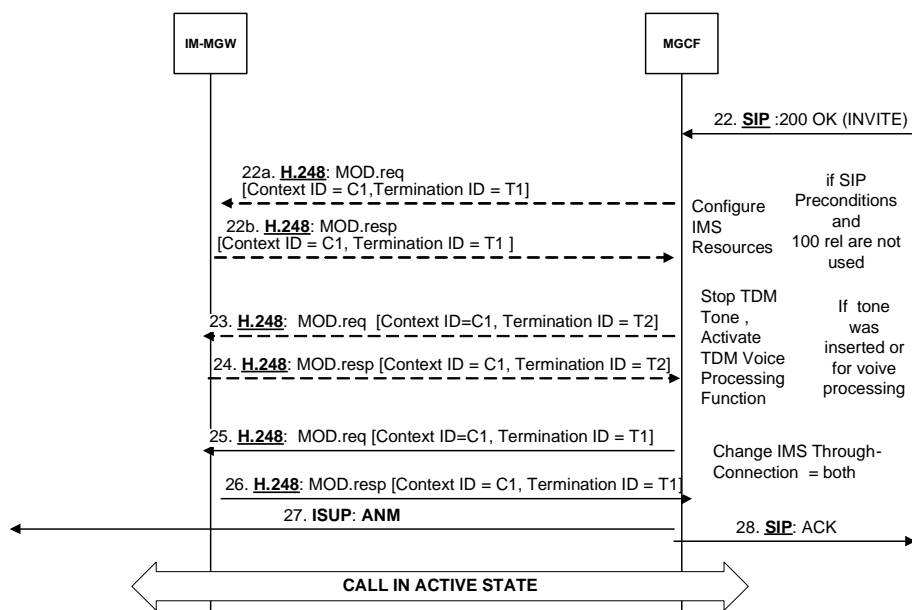 IM-MGW
MGCF
22. SIP :200 OK (INVITE)
22a. H.248: MOD.req
[Context ID = C1,Termination ID = T1]
Configure
IMS
Resources
if SIP
Preconditions
and
100 rel are not
used
22b. H.248: MOD.resp
[Context ID = C1, Termination ID = T1 ]
23. H.248: MOD.req [Context ID=C1, Termination ID = T2]
24. H.248: MOD.resp [Context ID = C1, Termination ID = T2]
Stop TDM
Tone ,
Activate
TDM Voice
Processing
Function
If tone
was
inserted or
for voive
processing
25. H.248: MOD.req [Context ID=C1, Termination ID = T1]
26. H.248: MOD.resp [Context ID = C1, Termination ID = T1]
Change IMS Through-
Connection = both
27. ISUP: ANM
28. SIP: ACK
CALL IN ACTIVE STATE